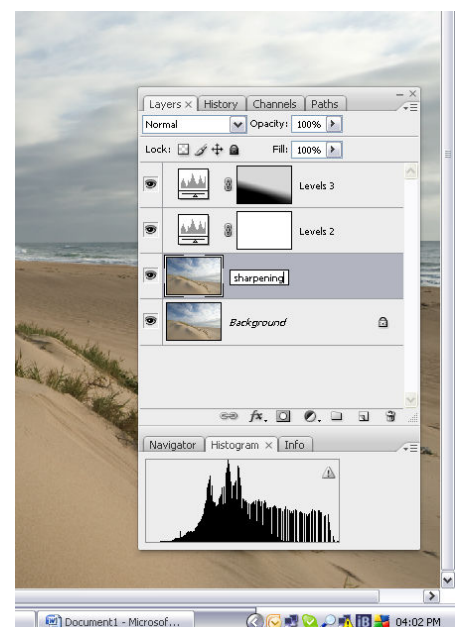 Layers × History Channels Paths
Normal Opacity: 100%
Lock: Fill: 100%
Levels 3
Levels 2
sharpening
Background
Navigator Histogram × Info
Document1 - Microsof... iB 04:02 PM